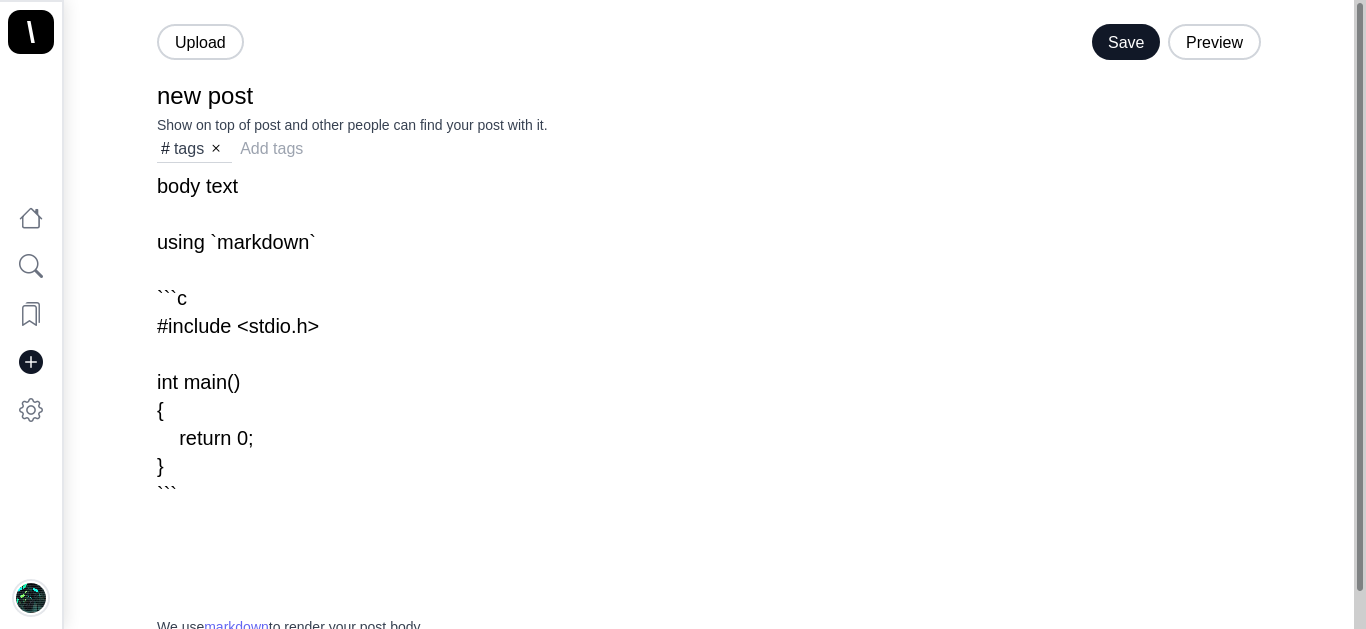 \
Upload
Save
Preview
new post
Show on top of post and other people can find your post with it.
# tags ×
Add tags
body text
using `markdown`
```c
#include <stdio.h>
int main()
{
    return 0;
}
```
We usemarkdownto render your post body